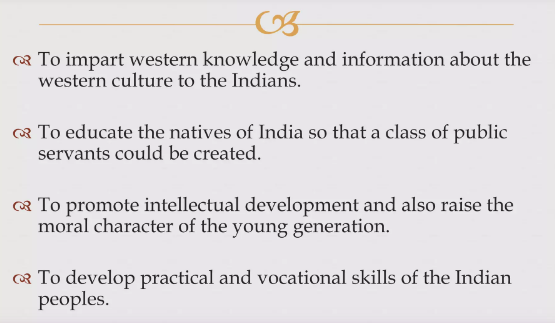 To impart western knowledge and information about the
western culture to the Indians.
To educate the natives of India so that a class of public
servants could be created.
To promote intellectual development and also raise the
moral character of the young generation.
To develop practical and vocational skills of the Indian
peoples.